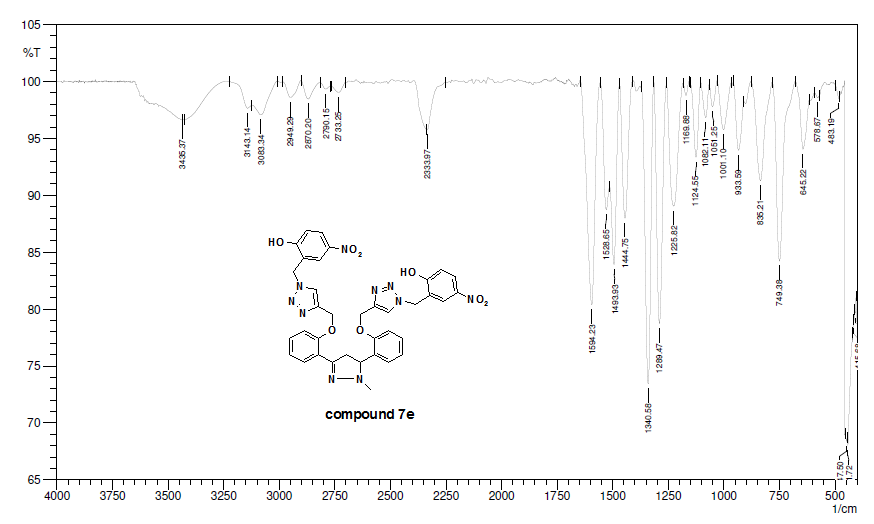 105
%T
100
95
90
85
80
75
70
65
4000
3750
3500
3250
3000
2750
2500
2250
2000
1750
1500
1250
1000
750
500
1/cm
3435.37
3143.14
3083.34
2949.29
2870.20
2790.15
2733.25
2333.97
1594.23
1528.65
1493.93
1444.75
1340.58
1289.47
1225.82
1169.88
1124.55
1082.11
1051.25
1001.10
933.59
835.21
749.38
645.22
578.67
483.19
HO
NO2
N
N
N
O
N
N
N
O
HO
NO2
N
N
compound 7e